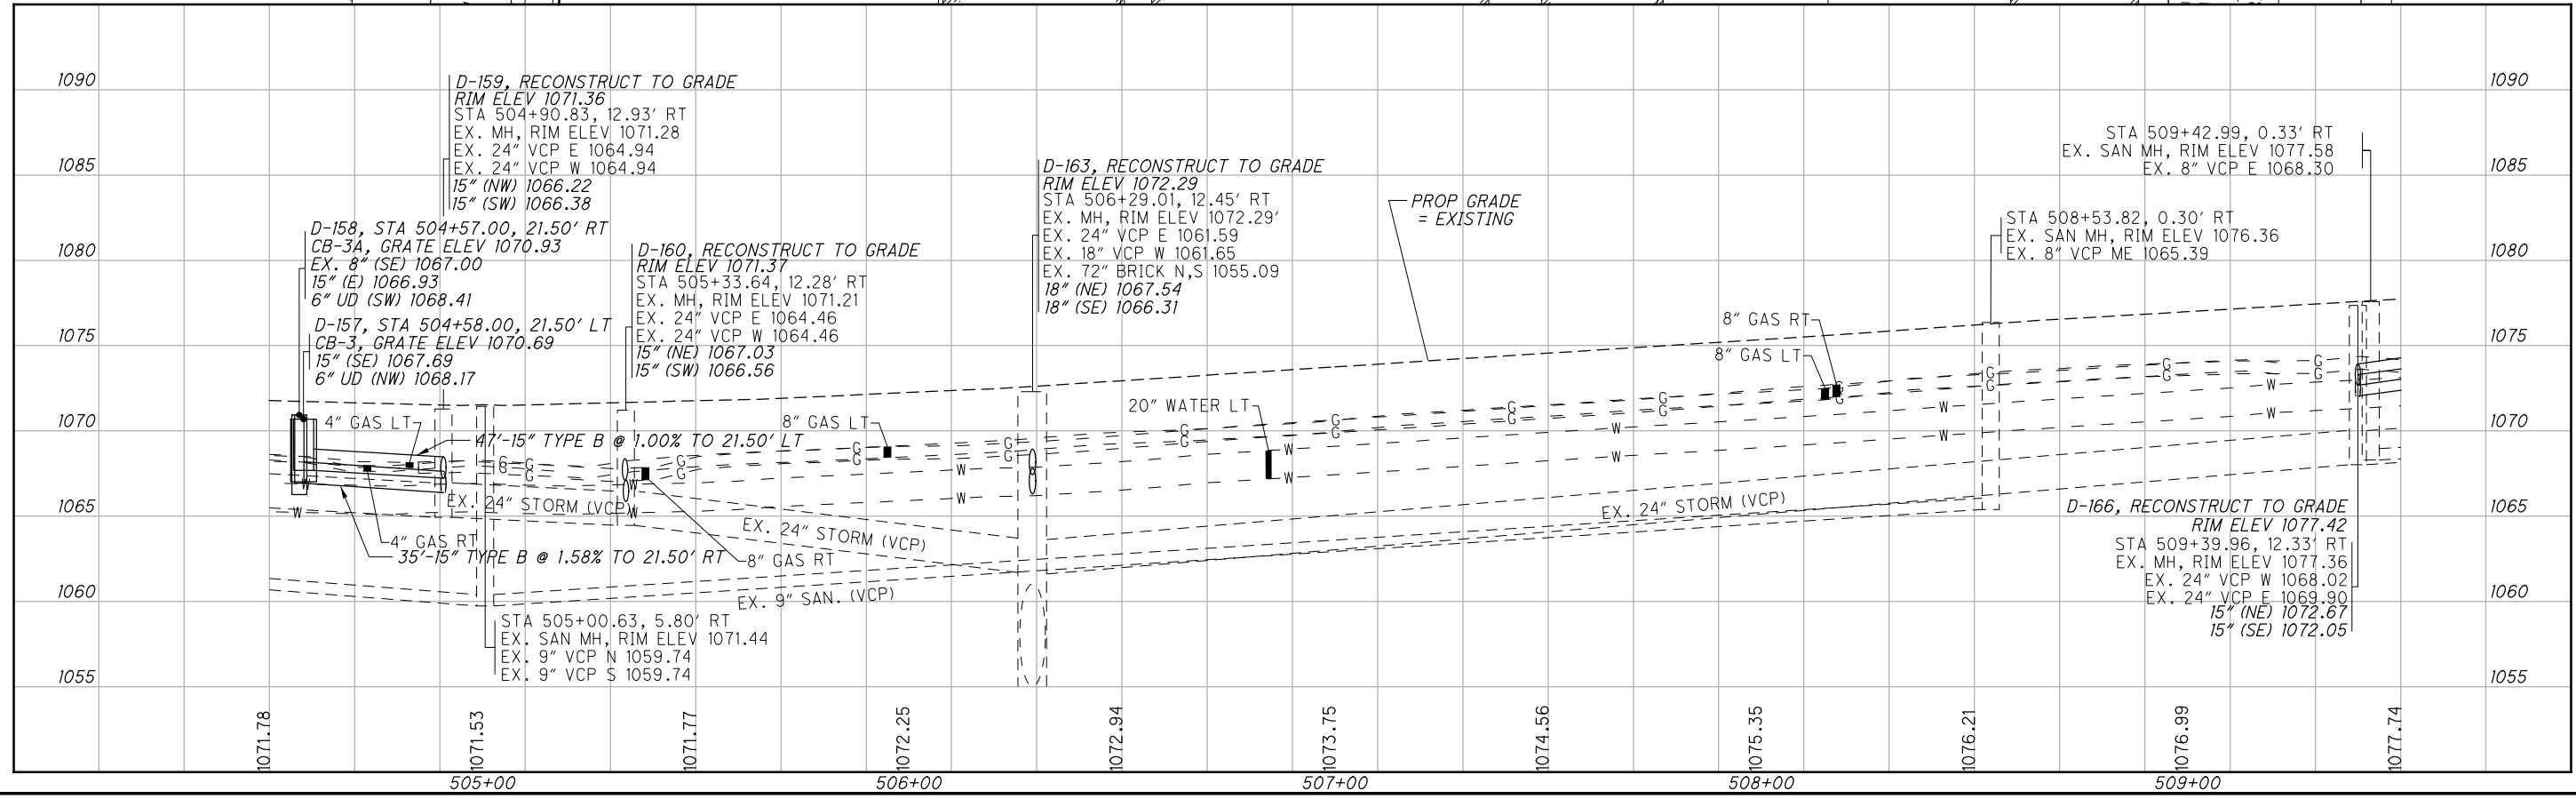 1090
1085
1080
1075
1070
1065
1060
1055
D-159, RECONSTRUCT TO GRADE
RIM ELEV 1071.36
STA 504+90.83, 12.93' RT
EX. MH, RIM ELEV 1071.28
EX. 24" VCP E 1064.94
EX. 24" VCP W 1064.94
15" (NW) 1066.22
15" (SW) 1066.38
D-158, STA 504+57.00, 21.50' RT
CB-3A, GRATE ELEV 1070.93
EX. 8" (SE) 1067.00
15" (E) 1066.93
6" UD (SW) 1068.41
D-157, STA 504+58.00, 21.50' LT
CB-3, GRATE ELEV 1070.69
15" (SE) 1067.69
6" UD (NW) 1068.17
D-160, RECONSTRUCT TO GRADE
RIM ELEV 1071.37
STA 505+33.64, 12.28' RT
EX. MH, RIM ELEV 1071.21
EX. 24" VCP E 1064.46
EX. 24" VCP W 1064.46
15" (NE) 1067.03
15" (SW) 1066.56
D-163, RECONSTRUCT TO GRADE
RIM ELEV 1072.29
STA 506+29.01, 12.45' RT
EX. MH, RIM ELEV 1072.29'
EX. 24" VCP E 1061.59
EX. 18" VCP W 1061.65
EX. 72" BRICK N,S 1055.09
18" (NE) 1067.54
18" (SE) 1066.31
PROP GRADE
= EXISTING
STA 509+42.99, 0.33' RT
EX. SAN MH, RIM ELEV 1077.58
EX. 8" VCP E 1068.30
STA 508+53.82, 0.30' RT
EX. SAN MH, RIM ELEV 1076.36
EX. 8" VCP ME 1065.39
8" GAS RT
8" GAS LT
20" WATER LT
8" GAS LT
4" GAS LT
47'-15" TYPE B @ 1.00% TO 21.50' LT
EX. 24" STORM (VCP)
EX. 24" STORM (VCP)
EX. 24" STORM (VCP)
4" GAS RT
35'-15" TYPE B @ 1.58% TO 21.50' RT
8" GAS RT
EX. 9" SAN. (VCP)
STA 505+00.63, 5.80' RT
EX. SAN MH, RIM ELEV 1071.44
EX. 9" VCP N 1059.74
EX. 9" VCP S 1059.74
D-166, RECONSTRUCT TO GRADE
RIM ELEV 1077.42
STA 509+39.96, 12.33' RT
EX. MH, RIM ELEV 1077.36
EX. 24" VCP W 1068.02
EX. 24" VCP E 1069.90
15" (NE) 1072.67
15" (SE) 1072.05
1090
1085
1080
1075
1070
1065
1060
1055
1071.78
1071.53
1071.77
1072.25
1072.94
1073.75
1074.56
1075.35
1076.21
1076.99
1077.74
505+00
506+00
507+00
508+00
509+00